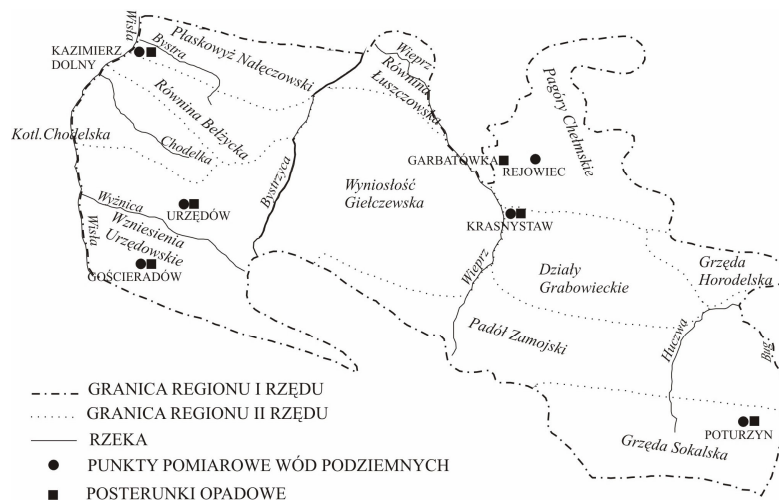 Wisła
KAZIMIERZ
DOLNY
Bystra
Płaskowyż Nałęczowski
Wieprz
Równina
Łuszczowska
Pagóry Chełmskie
Równina Bełżycka
Kotl.Chodelska
Chodelka
Bystrzyca
GARBATÓWKA
REJOWIEC
Wyniosłość
Giełczewska
Wyżnica
URZĘDÓW
KRASNYSTAW
Wzniesienia
Urzędowskie
Wisła
GOŚCIERADÓW
Wieprz
Działy
Grabowieckie
Grzęda
Horodelska
Padół Zamojski
Huczwa
Bug
POTURZYN
Grzęda Sokalska
GRANICA REGIONU I RZĘDU
GRANICA REGIONU II RZĘDU
RZEKA
PUNKTY POMIAROWE WÓD PODZIEMNYCH
POSTERUNKI OPADOWE